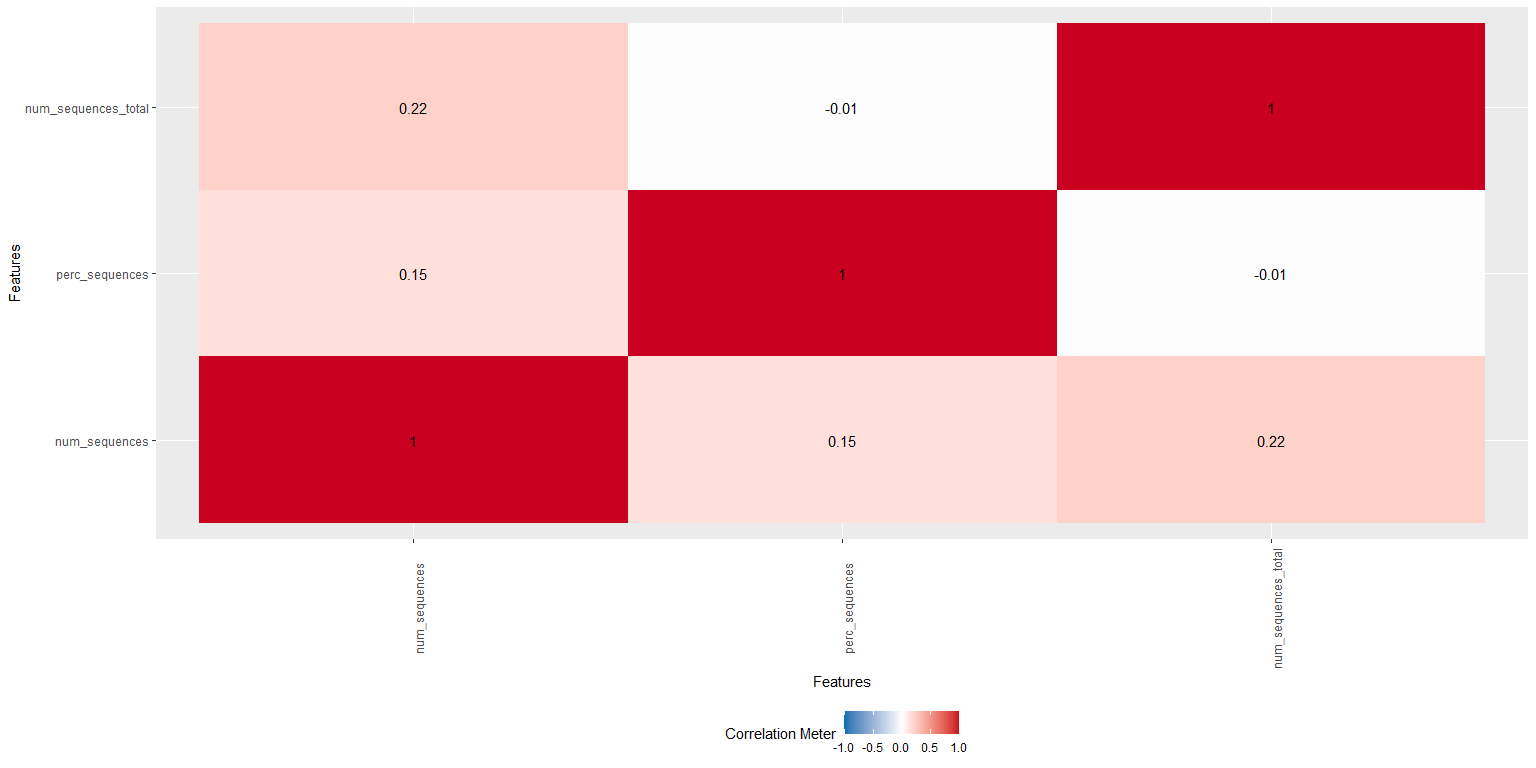 num_sequences_total
0.22
-0.01
1
perc_sequences
0.15
1
-0.01
num_sequences
1
0.15
0.22
Features
num_sequences
perc_sequences
num_sequences_total
Features
Correlation Meter
-1.0 -0.5 0.0 0.5 1.0